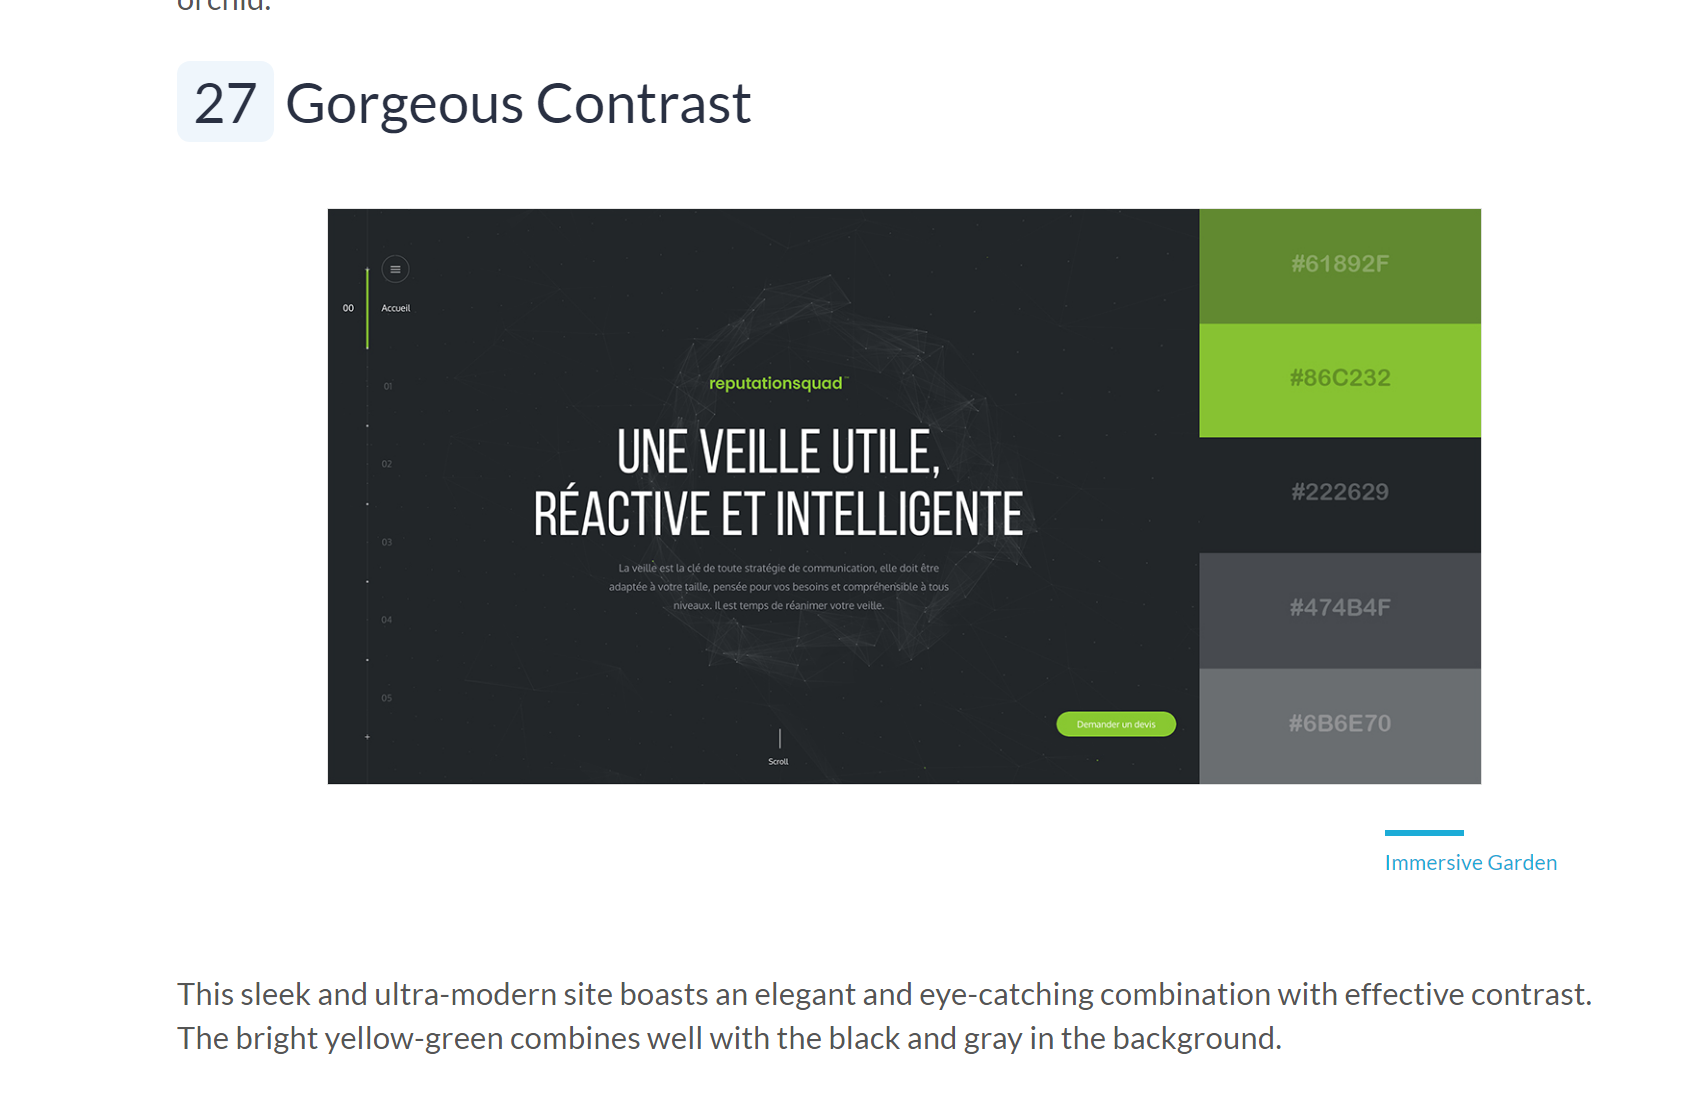 orchid.
27 Gorgeous Contrast
00
Accueil
01
02
03
04
05
reputationsquad™
UNE VEILLE UTILE,
RÉACTIVE ET INTELLIGENTE
La veille est la clé de toute stratégie de communication, elle doit être
adaptée à votre taille, pensée pour vos besoins et compréhensible à tous
niveaux. Il est temps de réanimer votre veille.
Demander un devis
Scroll
#61892F
#86C232
#222629
#474B4F
#6B6E70
Immersive Garden
This sleek and ultra-modern site boasts an elegant and eye-catching combination with effective contrast.
The bright yellow-green combines well with the black and gray in the background.